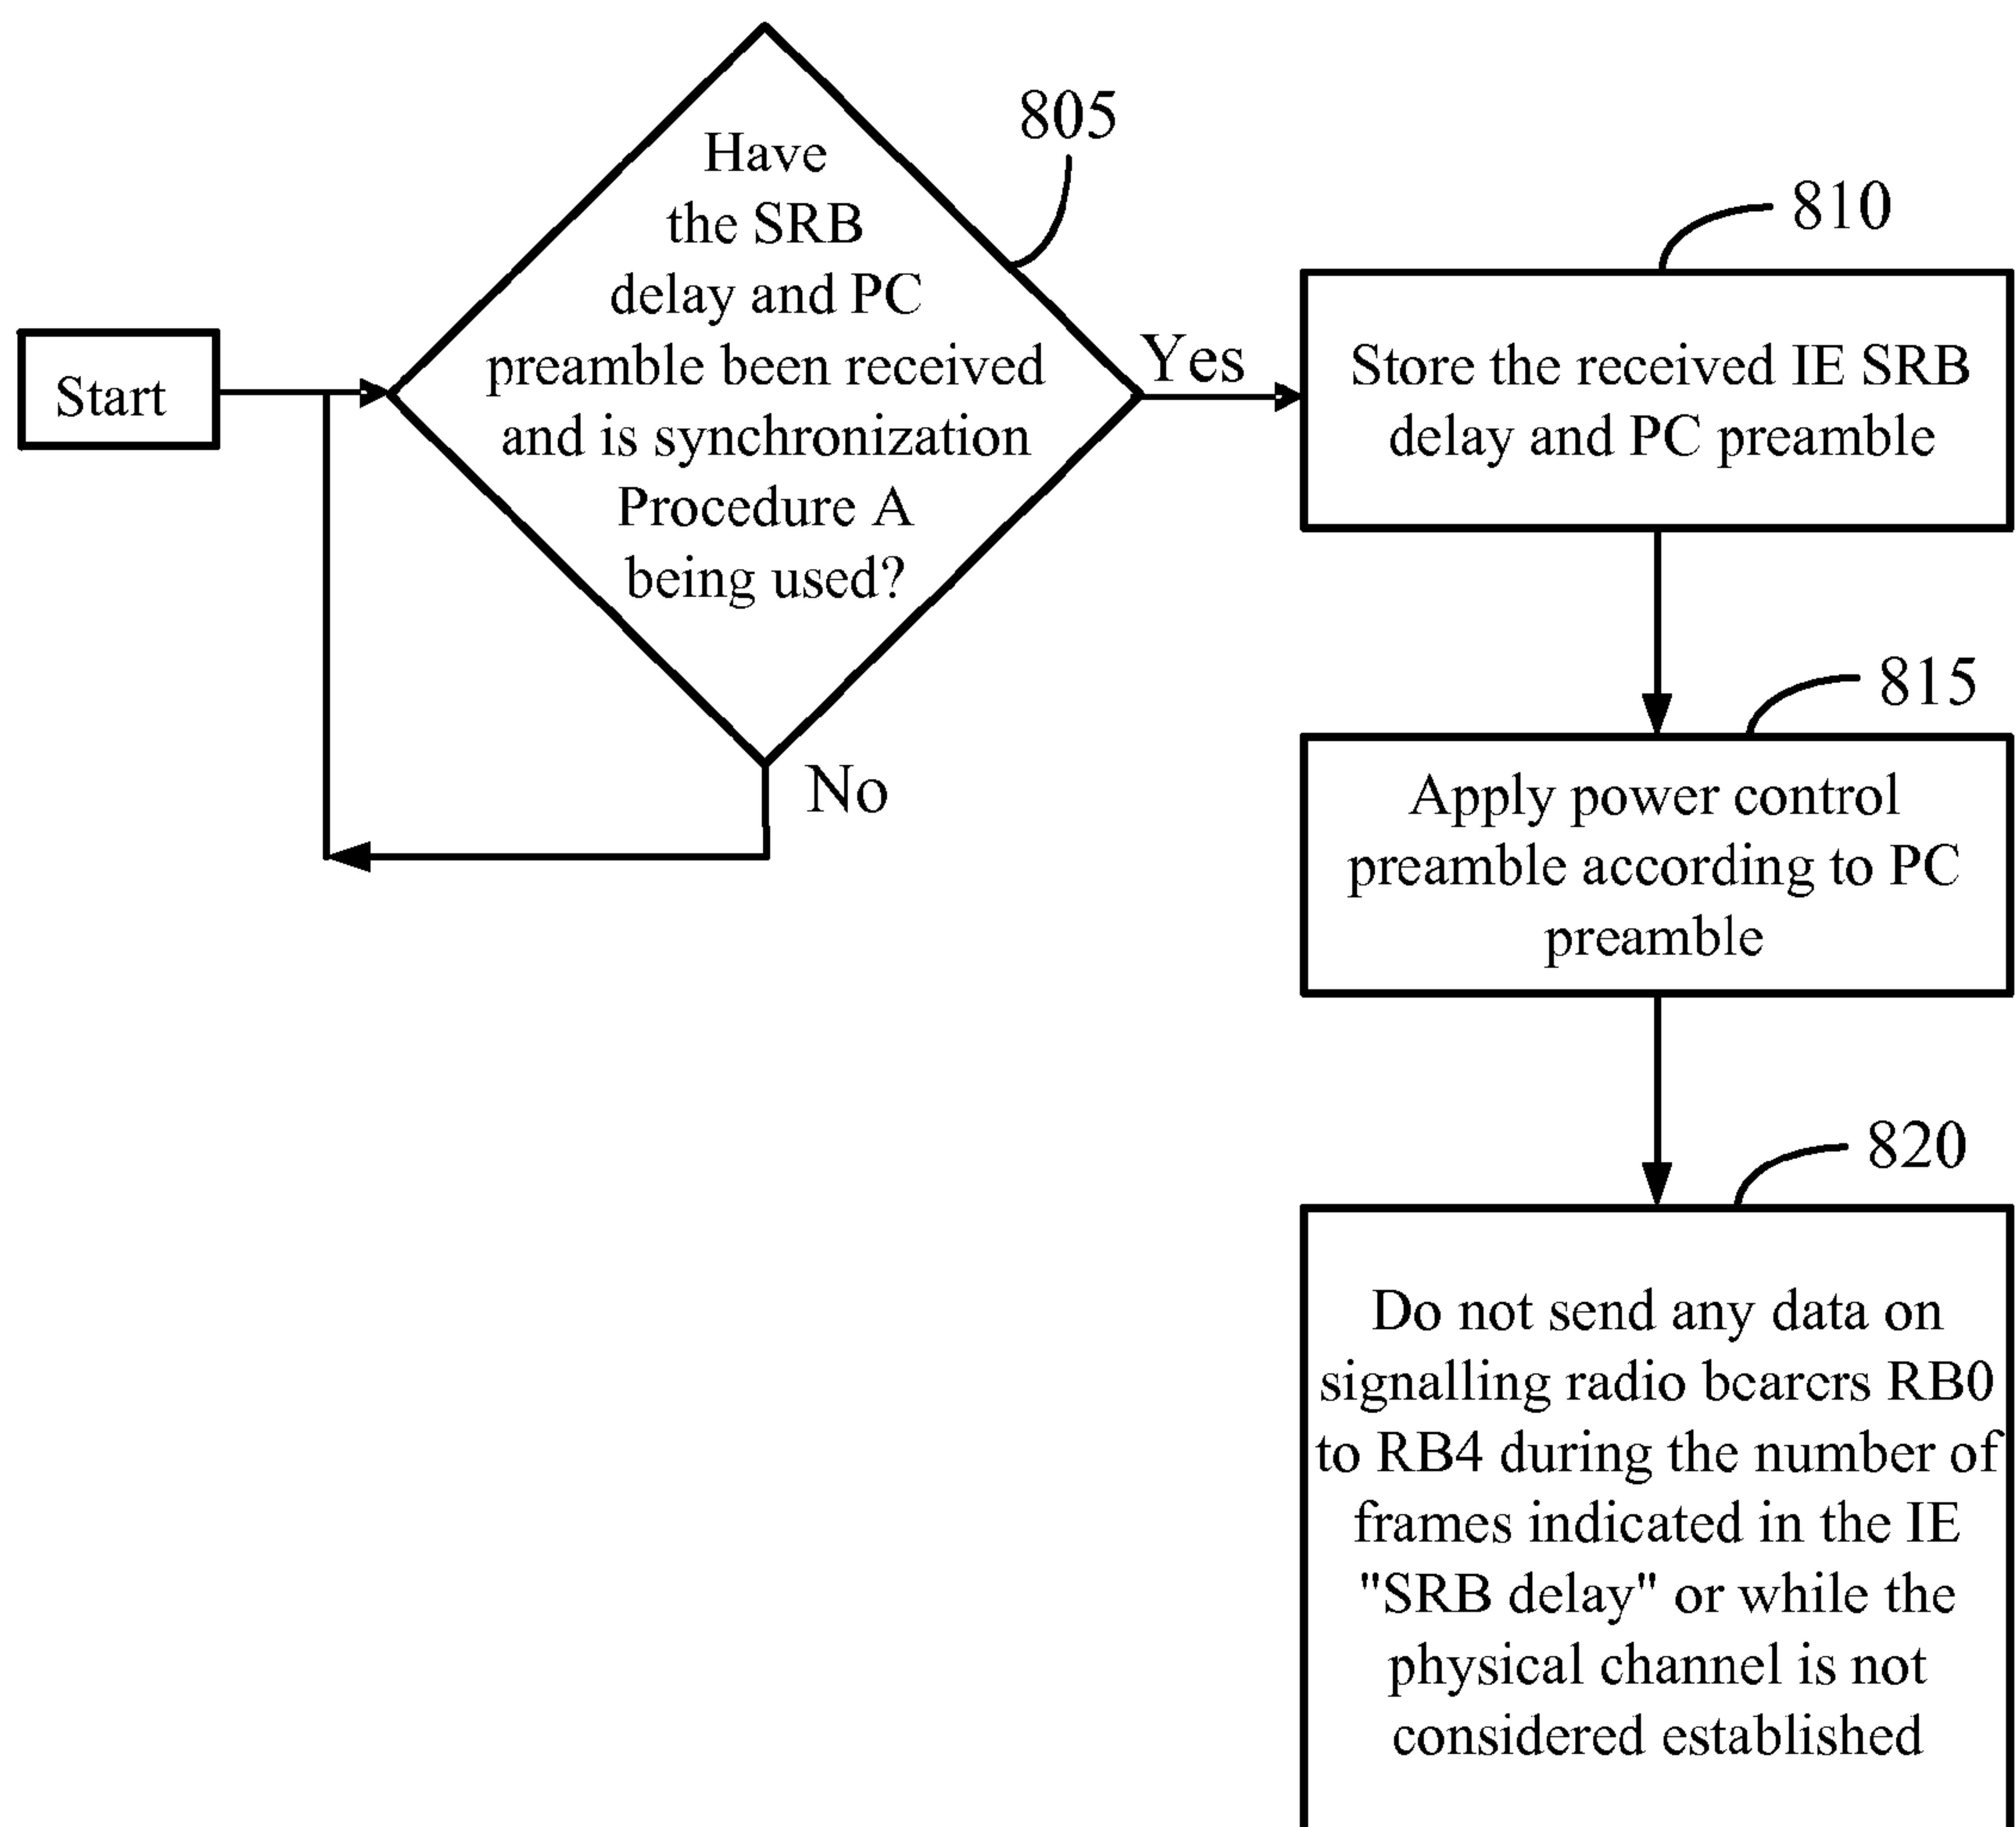 Start
Have
the SRB
delay and PC
preamble been received
and is synchronization
Procedure A
being used?
805
Yes
No
810
Store the received IE SRB
delay and PC preamble
815
Apply power control
preamble according to PC
preamble
820
Do not send any data on
signalling radio bearers RB0
to RB4 during the number of
frames indicated in the IE
"SRB delay" or while the
physical channel is not
considered established